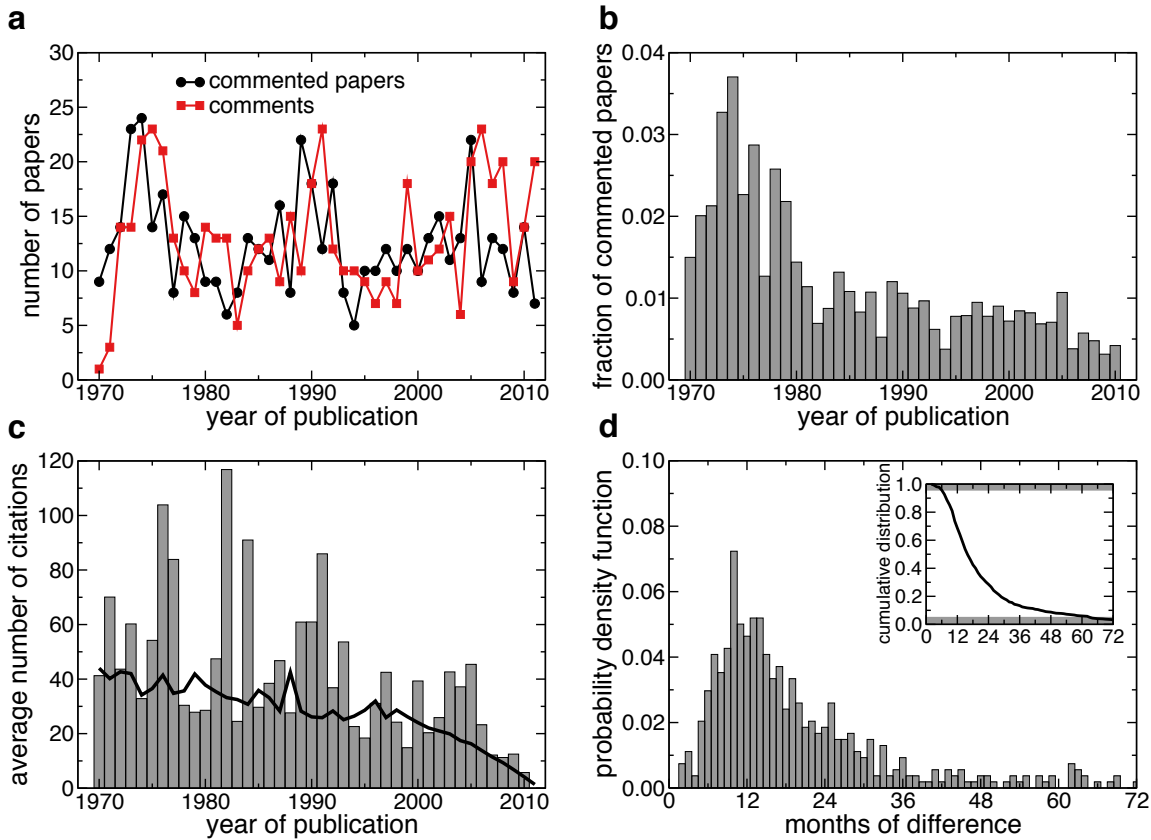 a
30
25
20
15
10
5
0
number of papers
commented papers
comments
1970 1980 1990 2000 2010
year of publication
b
0.04
0.03
0.02
0.01
0.00
fraction of commented papers
1970 1980 1990 2000 2010
year of publication
c
120
100
80
60
40
20
0
average number of citations
1970 1980 1990 2000 2010
year of publication
d
0.10
0.08
0.06
0.04
0.02
0.00
probability density function
1.0
0.8
0.6
0.4
0.2
0.0
cumulative distribution
0 12 24 36 48 60 72
0 12 24 36 48 60 72
months of difference